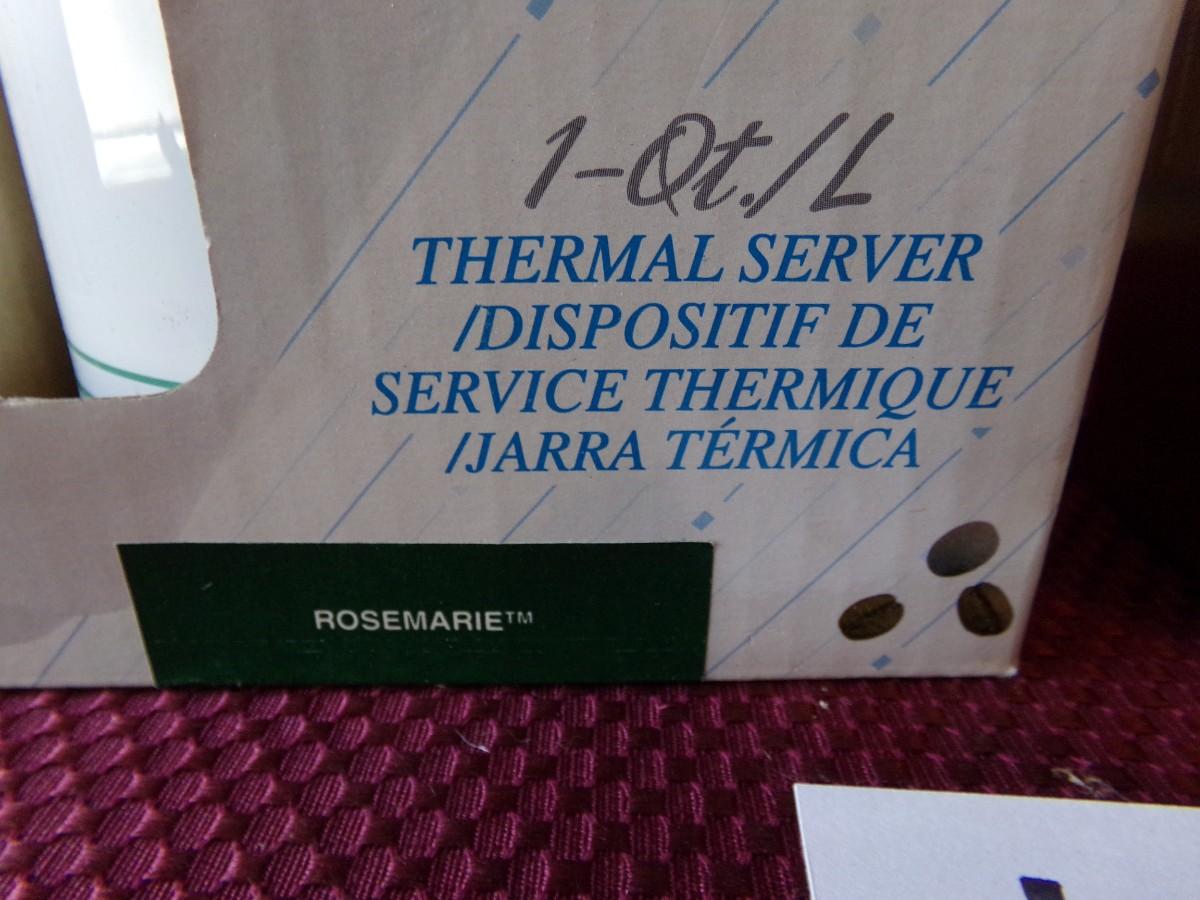 1-Qt./L
THERMAL SERVER
/DISPOSITIF DE
SERVICE THERMIQUE
/JARRA TÉRMICA
ROSEMARIE™